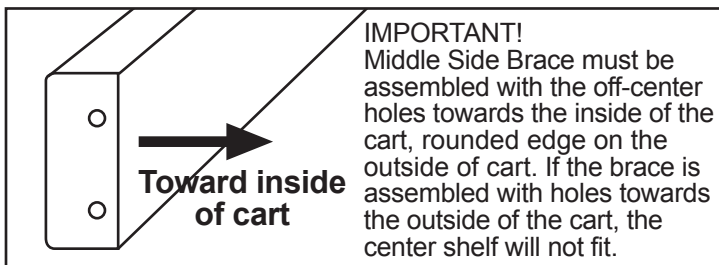 IMPORTANT!
Middle Side Brace must be
assembled with the off-center
holes towards the inside of the
cart, rounded edge on the
outside of cart. If the brace is
assembled with holes towards
the outside of the cart, the
center shelf will not fit.
Toward inside
of cart